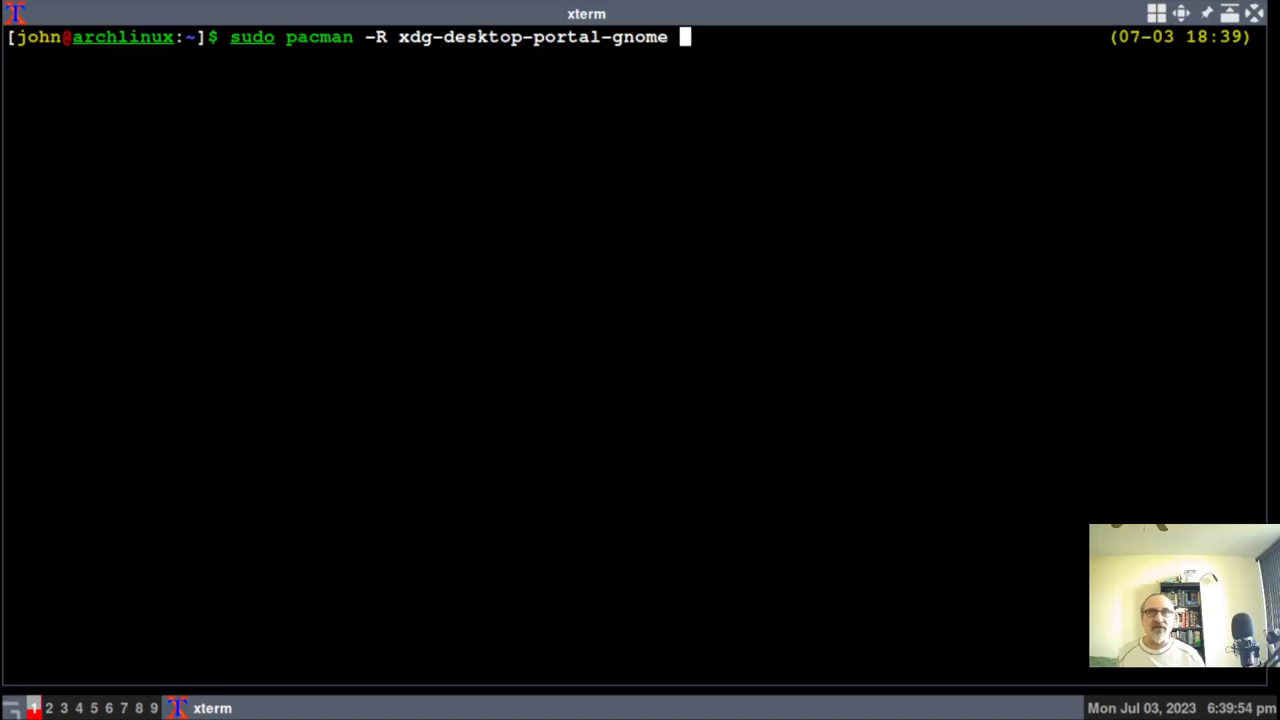 xterm
[john@archlinux:~]$ sudo pacman -R xdg-desktop-portal-gnome (07-03 18:39)
1 2 3 4 5 6 7 8 9 xterm Mon Jul 03, 2023 6:39:54 pm